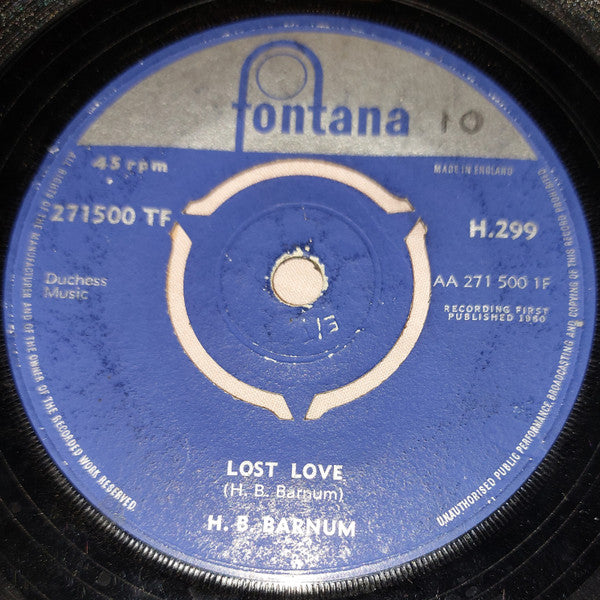 fontana
10
45 rpm
MADE IN ENGLAND
271500 TF
H.299
Duchess
Music
AA 271 500 1F
RECORDING FIRST
PUBLISHED 1960
13
LOST LOVE
(H. B. Barnum)
H. B. BARNUM
ALL RIGHTS OF THE MANUFACTURER AND OF THE OWNER OF THE RECORDED WORK RESERVED.
UNAUTHORISED PUBLIC PERFORMANCE, BROADCASTING AND COPYING OF THIS RECORD PROHIBITED